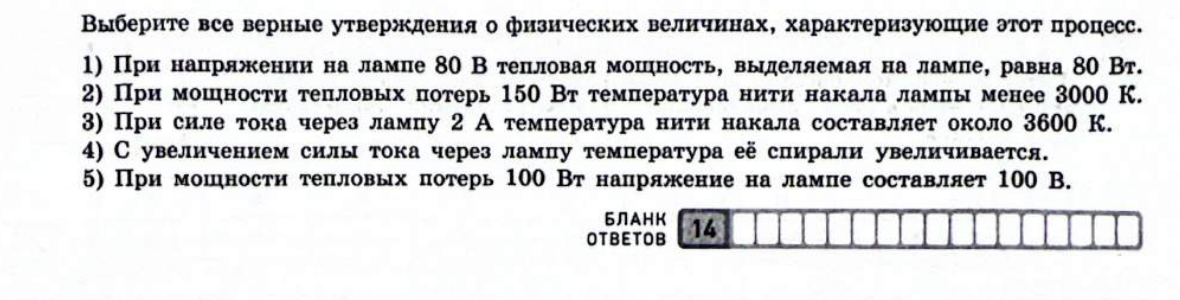 Выберите все верные утверждения о физических величинах, характеризующие этот процесс.
1) При напряжении на лампе 80 В тепловая мощность, выделяемая на лампе, равна 80 Вт.
2) При мощности тепловых потерь 150 Вт температура нити накала лампы менее 3000 К.
3) При силе тока через лампу 2 А температура нити накала составляет около 3600 К.
4) С увеличением силы тока через лампу температура её спирали увеличивается.
5) При мощности тепловых потерь 100 Вт напряжение на лампе составляет 100 В.
БЛАНК
ОТВЕТОВ 14